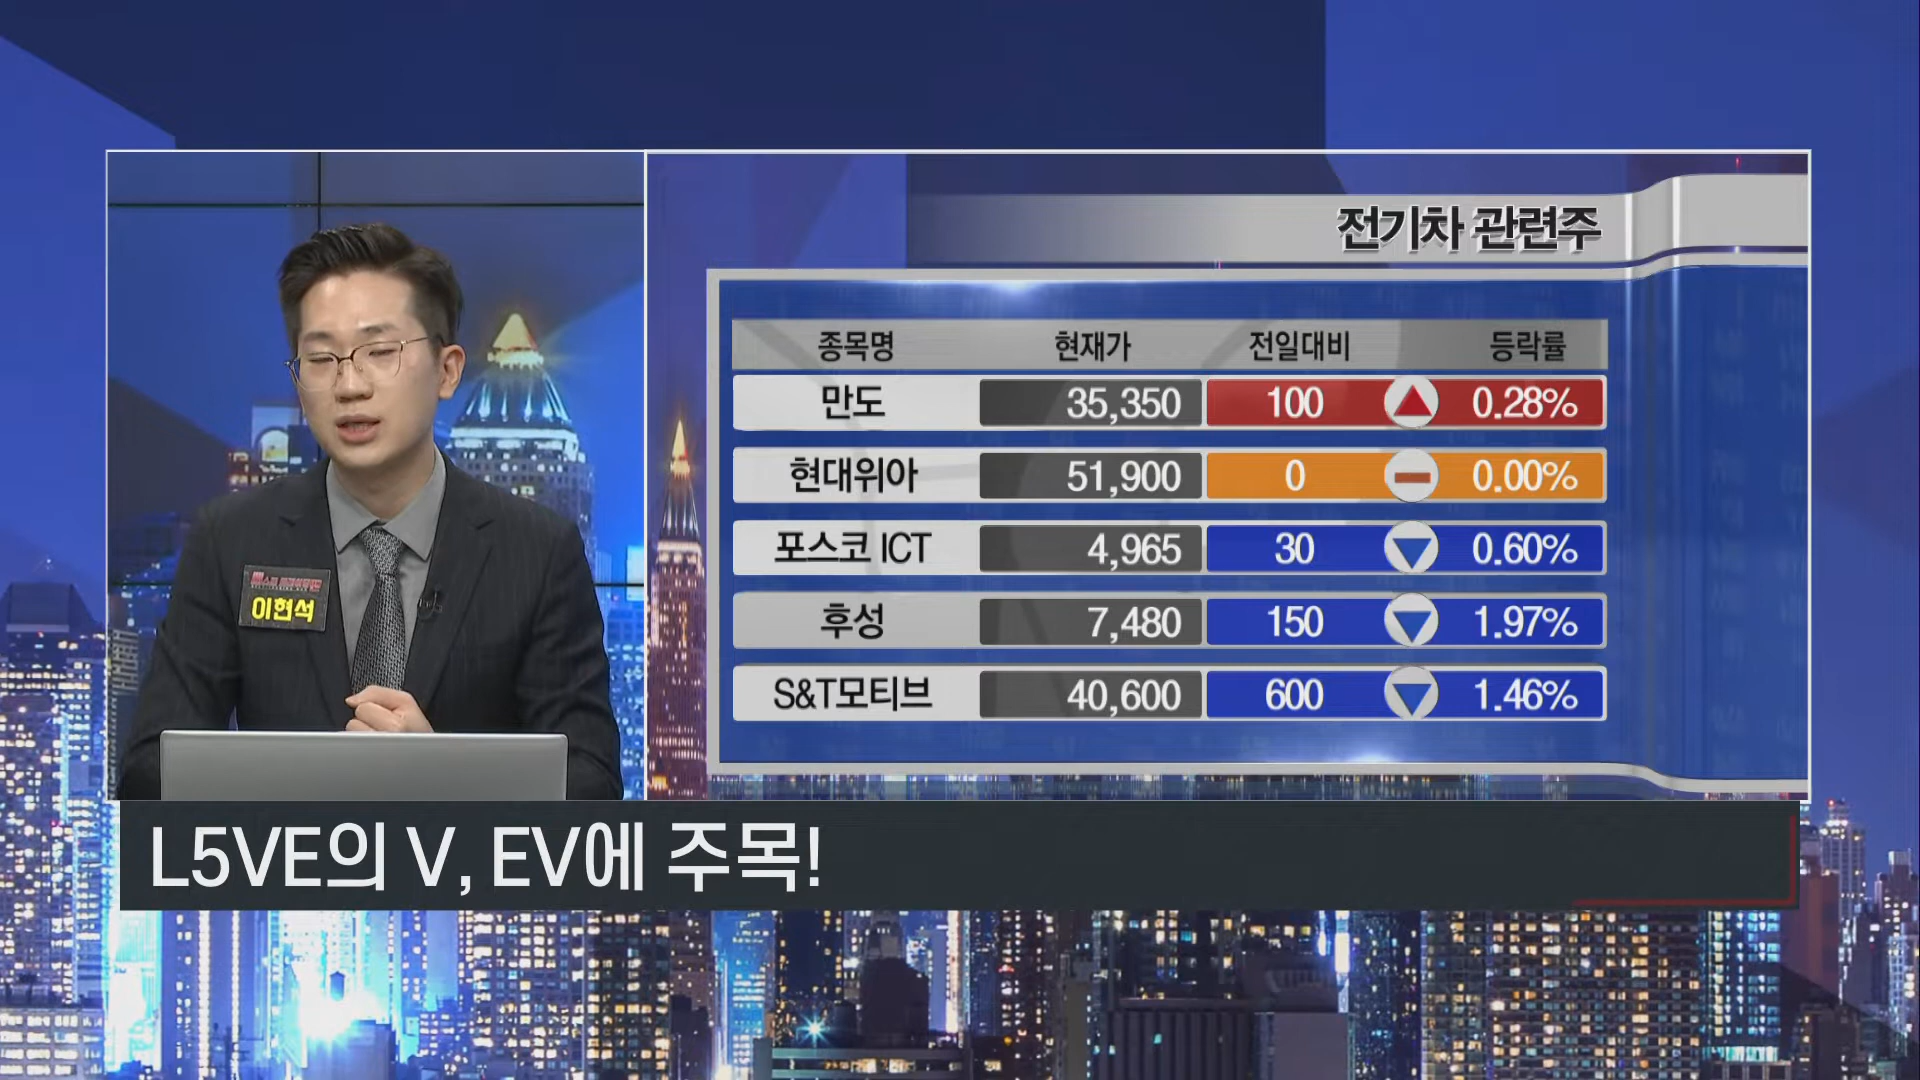 전기차 관련주
종목명 현재가 전일대비 등락률
만도 35,350 100 0.28%
현대위아 51,900 0 0.00%
포스코 ICT 4,965 30 0.60%
후성 7,480 150 1.97%
S&T모티브 40,600 600 1.46%
이현석
L5VE의 V, EV에 주목!